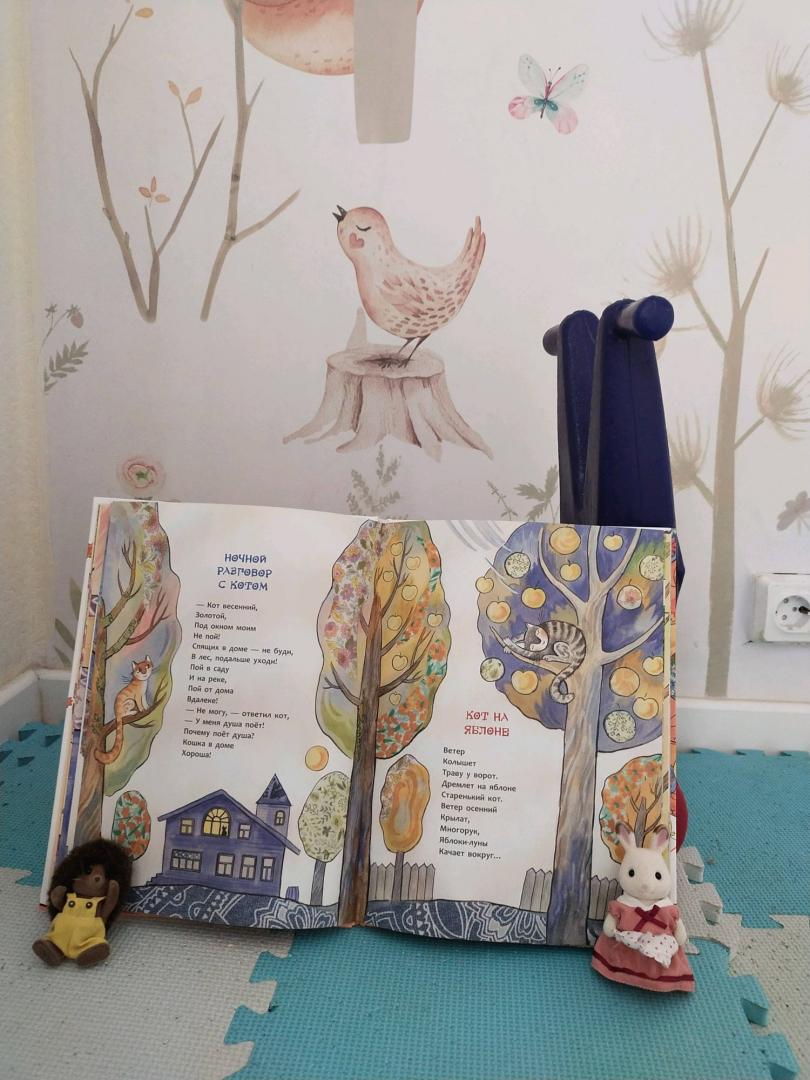 НОЧНОЙ
РАЗГОВОР
С КОТОМ
— Кот весенний,
Золотой,
Под окном моим
Не пой!
Спящих в доме — не буди,
В лес, подальше уходи!
Пой в саду
И на реке,
Пой от дома
Вдалеке!
— Не могу, — ответил кот,
— У меня душа поёт!
Почему поёт душа?
Кошка в доме
Хороша!
КОТ НА
ЯБЛОНЕ
Ветер
Колышет
Траву у ворот.
Дремлет на яблоне
Старенький кот.
Ветер осенний
Крылат,
Многорук,
Яблоки-луны
Качает вокруг...